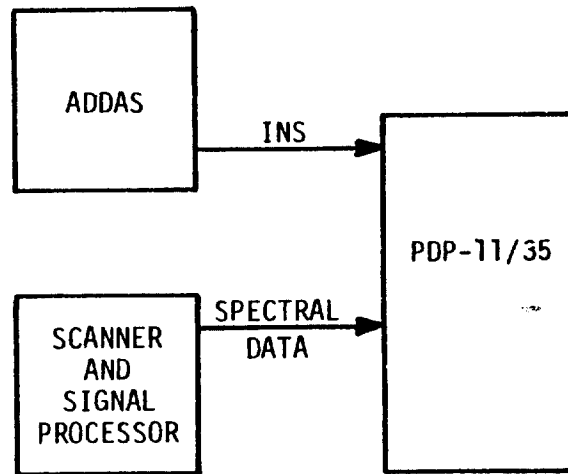 ADDAS
INS
PDP-11/35
SPECTRAL
DATA
SCANNER
AND
SIGNAL
PROCESSOR